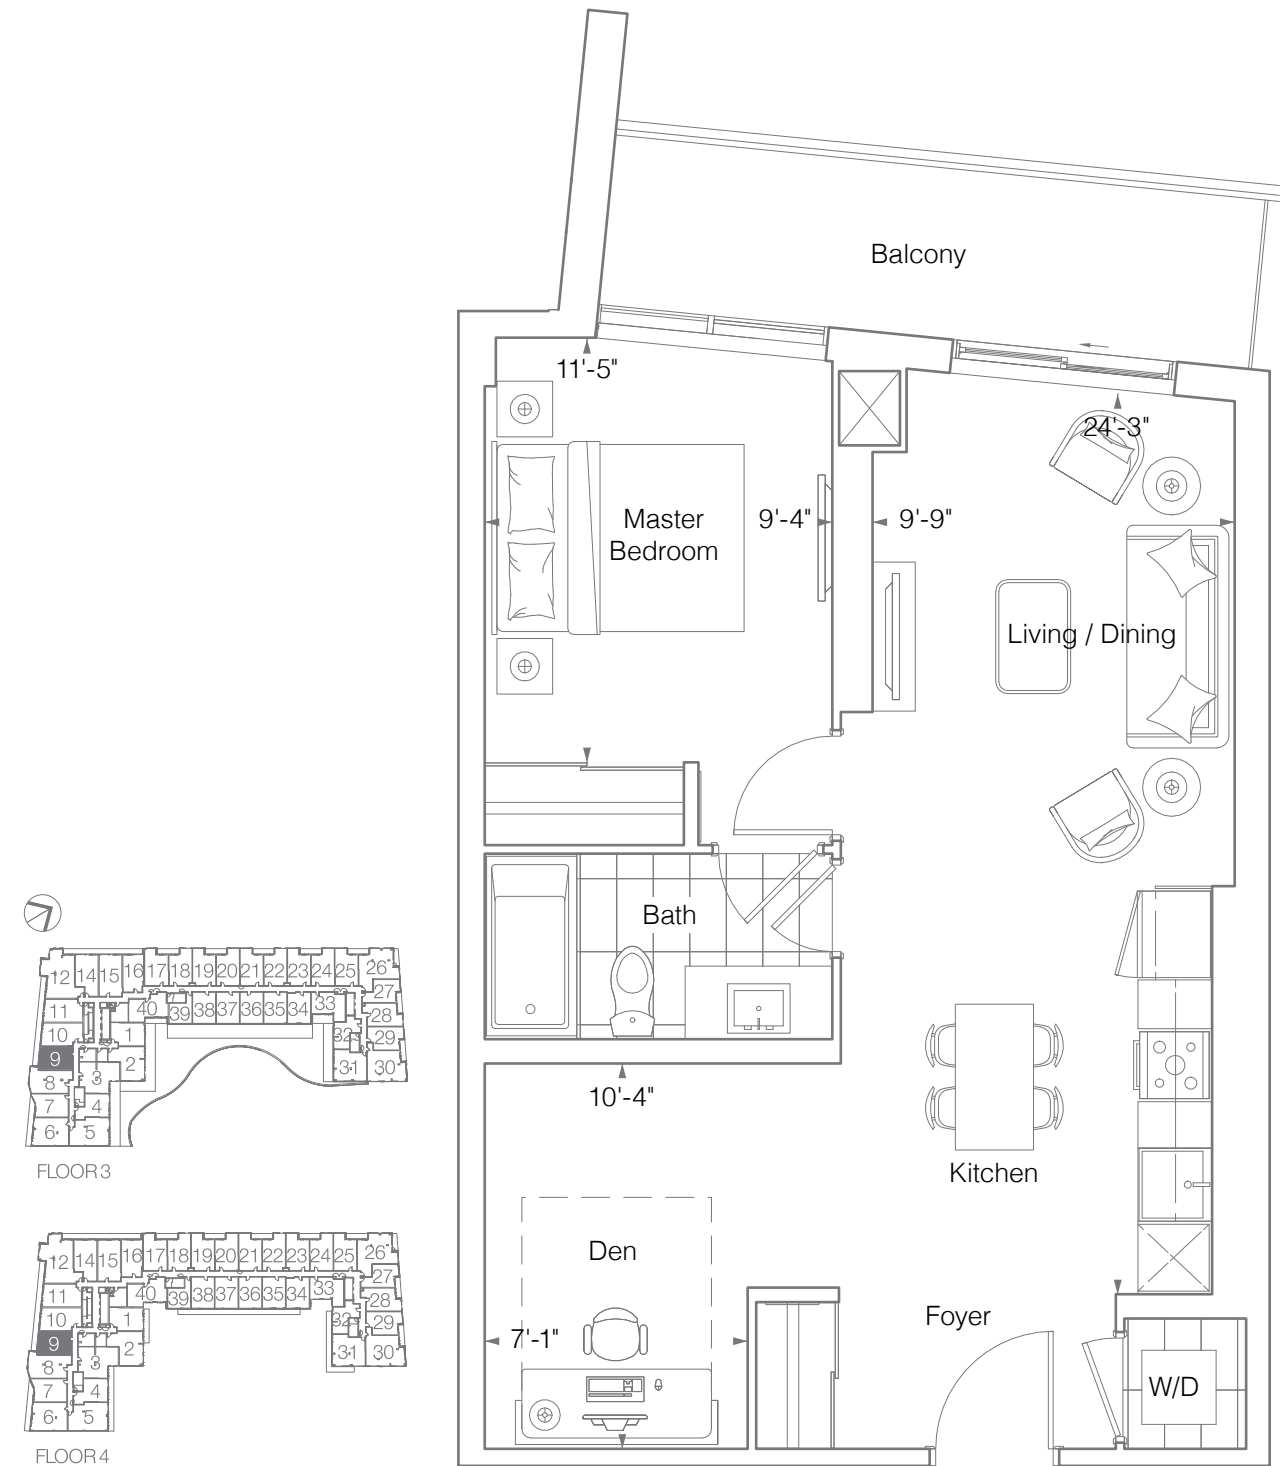 Balcony
11'-5"
24'-3"
Master
Bedroom
9'-4"
9'-9"
Living / Dining
Bath
10'-4"
Kitchen
Den
7'-1"
Foyer
W/D
12 14 15 16 17 18 19 20 21 22 23 24 25 26
27
11 40 39 38 37 36 35 34 33 28
10 1 32 29
9 2 31 30
8 3
7 4
6 5
FLOOR 3
12 14 15 16 17 18 19 20 21 22 23 24 25 26
27
11 40 39 38 37 36 35 34 33 28
10 1 32 29
9 2 31 30
8 3
7 4
6 5
FLOOR 4